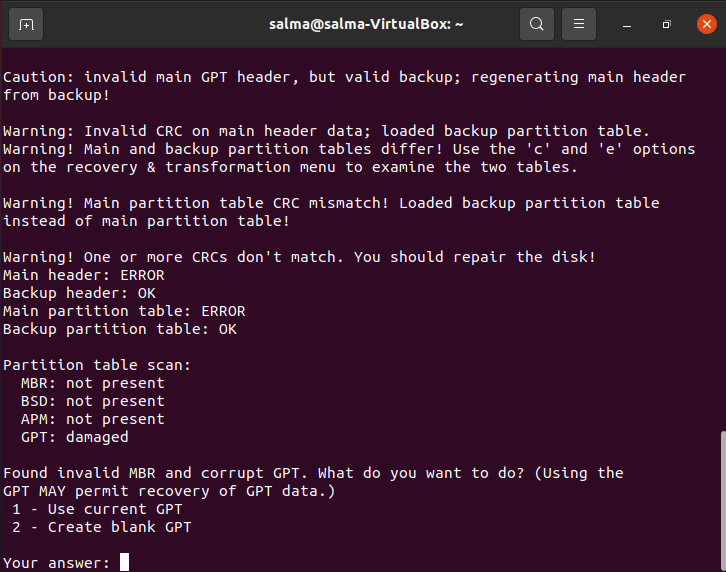 salma@salma-VirtualBox: ~
Caution: invalid main GPT header, but valid backup; regenerating main header
from backup!
Warning: Invalid CRC on main header data; loaded backup partition table.
Warning! Main and backup partition tables differ! Use the 'c' and 'e' options
on the recovery & transformation menu to examine the two tables.
Warning! Main partition table CRC mismatch! Loaded backup partition table
instead of main partition table!
Warning! One or more CRCs don't match. You should repair the disk!
Main header: ERROR
Backup header: OK
Main partition table: ERROR
Backup partition table: OK
Partition table scan:
  MBR: not present
  BSD: not present
  APM: not present
  GPT: damaged
Found invalid MBR and corrupt GPT. What do you want to do? (Using the
GPT MAY permit recovery of GPT data.)
 1 - Use current GPT
 2 - Create blank GPT
Your answer: